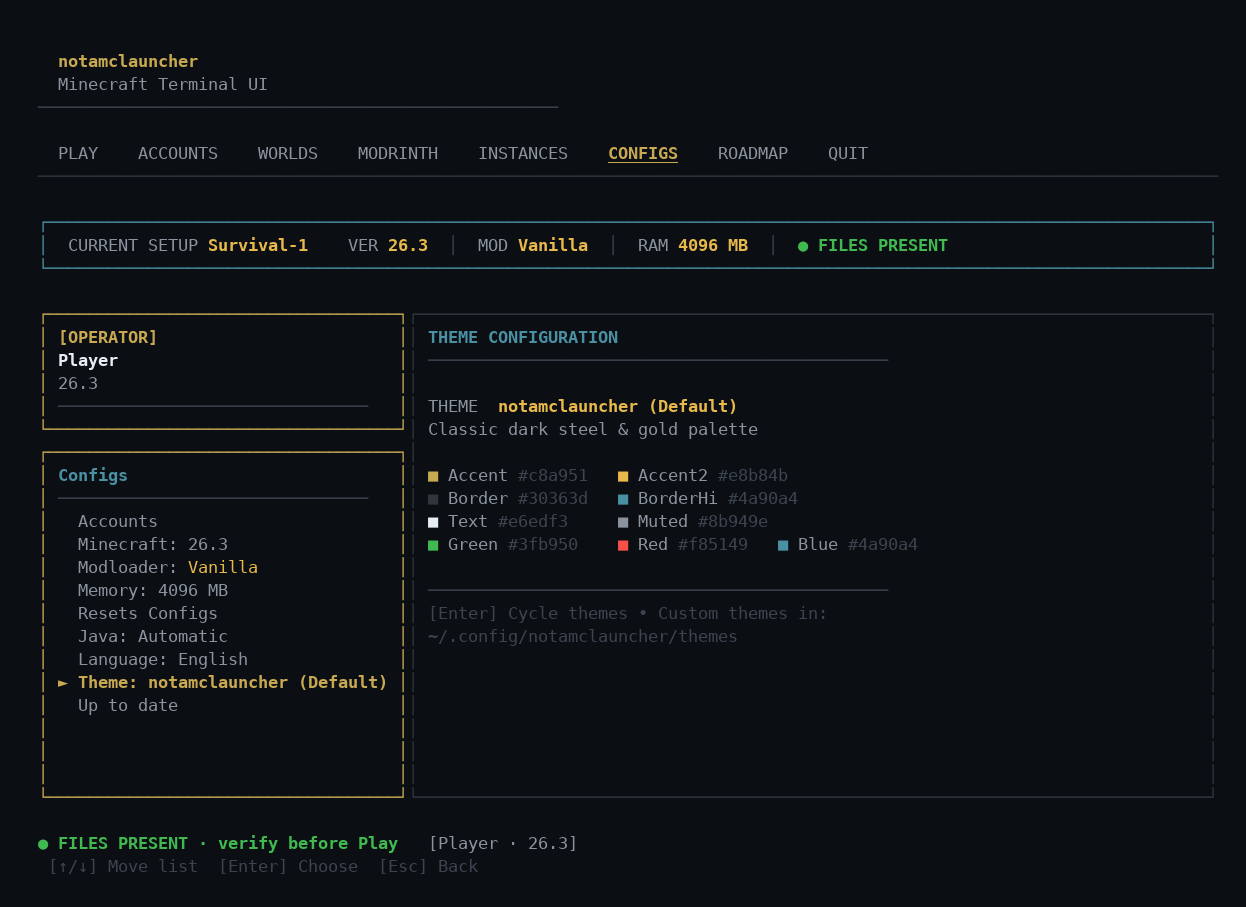 notamclauncher
Minecraft Terminal UI
PLAY ACCOUNTS WORLDS MODRINTH INSTANCES CONFIGS ROADMAP QUIT
CURRENT SETUP Survival-1 VER 26.3 │ MOD Vanilla │ RAM 4096 MB │ ● FILES PRESENT
[OPERATOR]
Player
26.3
Configs
Accounts
Minecraft: 26.3
Modloader: Vanilla
Memory: 4096 MB
Resets Configs
Java: Automatic
Language: English
► Theme: notamclauncher (Default)
Up to date
THEME CONFIGURATION
THEME notamclauncher (Default)
Classic dark steel & gold palette
■ Accent #c8a951 ■ Accent2 #e8b84b
■ Border #30363d ■ BorderHi #4a90a4
■ Text #e6edf3 ■ Muted #8b949e
■ Green #3fb950 ■ Red #f85149 ■ Blue #4a90a4
[Enter] Cycle themes • Custom themes in:
~/.config/notamclauncher/themes
● FILES PRESENT · verify before Play [Player · 26.3]
[↑/↓] Move list [Enter] Choose [Esc] Back